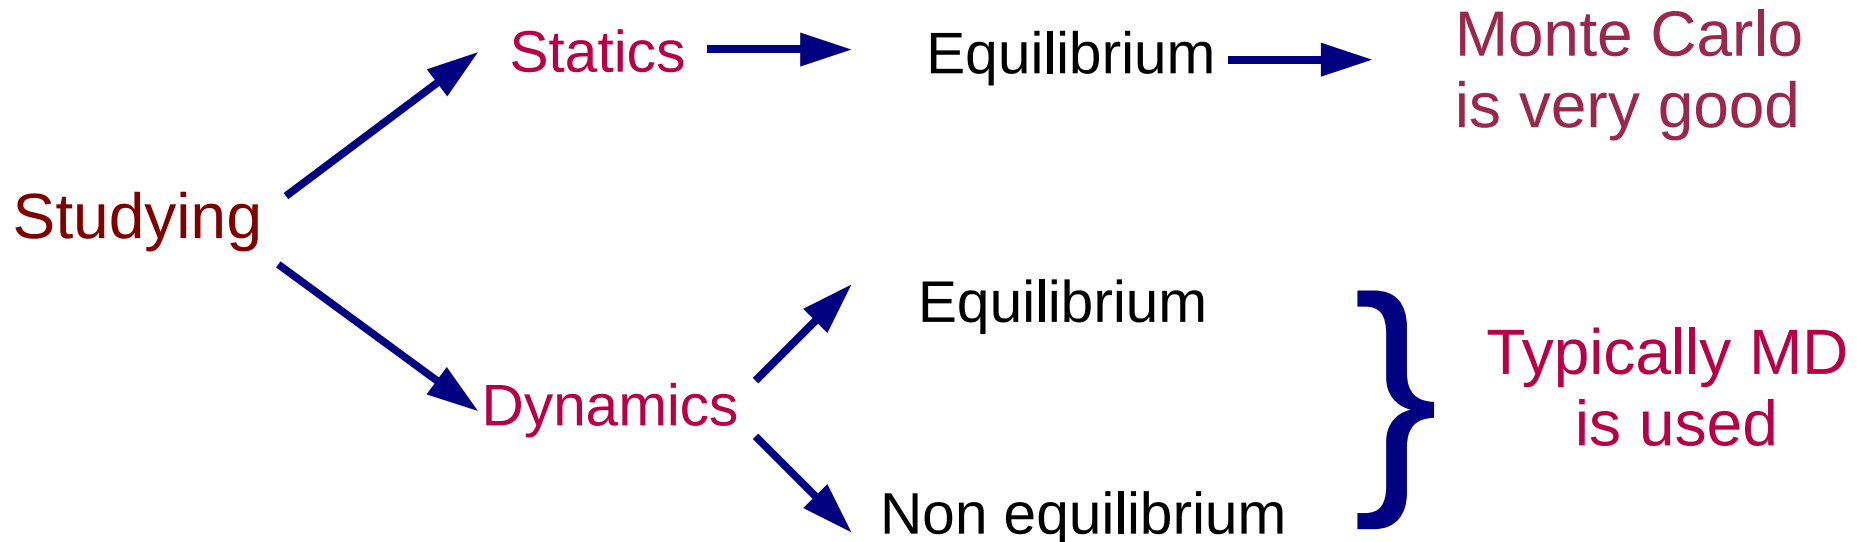 Studying
Statics
Equilibrium
Monte Carlo
is very good
Dynamics
Equilibrium
Non equilibrium
Typically MD
is used